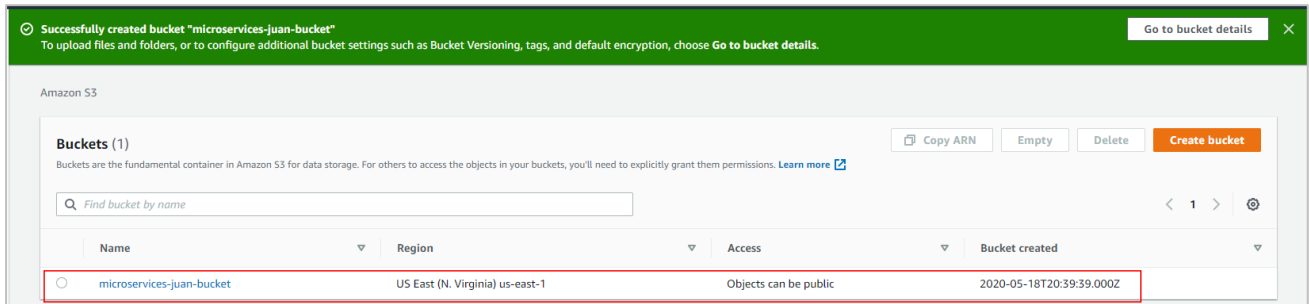 Successfully created bucket "microservices-juan-bucket"
To upload files and folders, or to configure additional bucket settings such as Bucket Versioning, tags, and default encryption, choose Go to bucket details.
Go to bucket details
Amazon S3
Buckets (1)
Copy ARN Empty Delete Create bucket
Buckets are the fundamental container in Amazon S3 for data storage. For others to access the objects in your buckets, you'll need to explicitly grant them permissions. Learn more
Find bucket by name
1
Name Region Access Bucket created
microservices-juan-bucket US East (N. Virginia) us-east-1 Objects can be public 2020-05-18T20:39:39.000Z